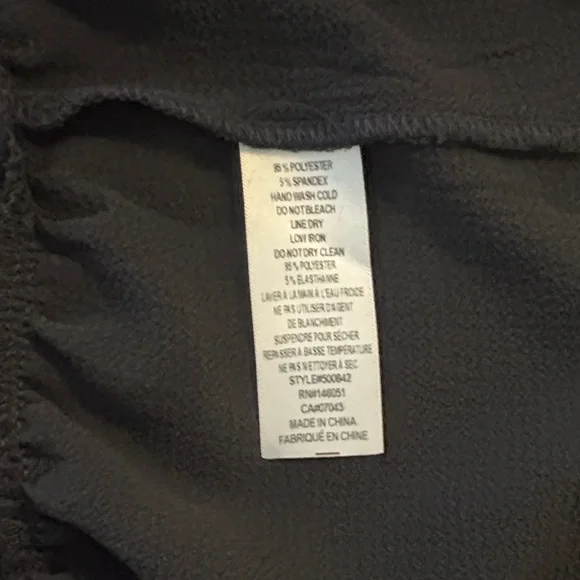 95% POLYESTER
5% SPANDEX
HAND WASH COLD
DO NOT BLEACH
LINE DRY
LOW IRON
DO NOT DRY CLEAN
95% POLYESTER
5% ÉLASTHANNE
LAVER À LA MAIN À L'EAU FROIDE
NE PAS UTILISER D'AGENT
DE BLANCHIMENT
SUSPENDRE POUR SÉCHER
REPASSER À BASSE TEMPÉRATURE
NE PAS NETTOYER À SEC
STYLE#500842
RN#146051
CA#07043
MADE IN CHINA
FABRIQUÉ EN CHINE